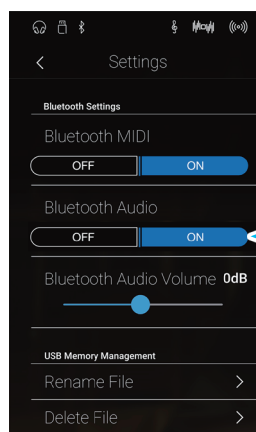 Settings
Bluetooth Settings
Bluetooth MIDI
OFF ON
Bluetooth Audio
OFF ON
Bluetooth Audio Volume 0dB
USB Memory Management
Rename File
Delete File